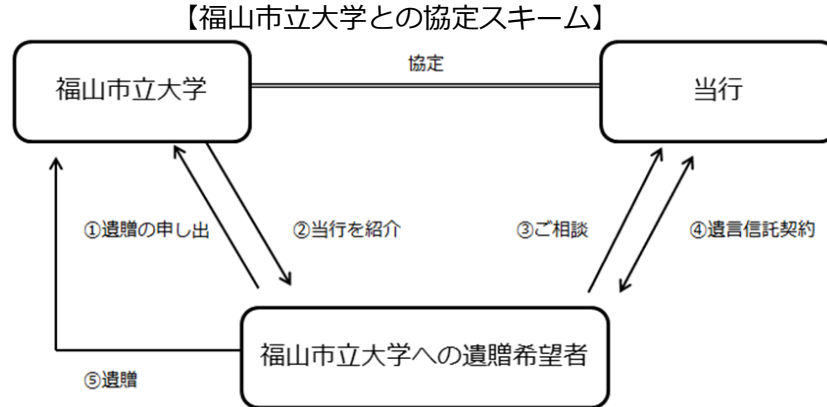 【福山市立大学との協定スキーム】
福山市立大学
協定
当行
①遺贈の申し出
②当行を紹介
③ご相談
④遺言信託契約
福山市立大学への遺贈希望者
⑤遺贈